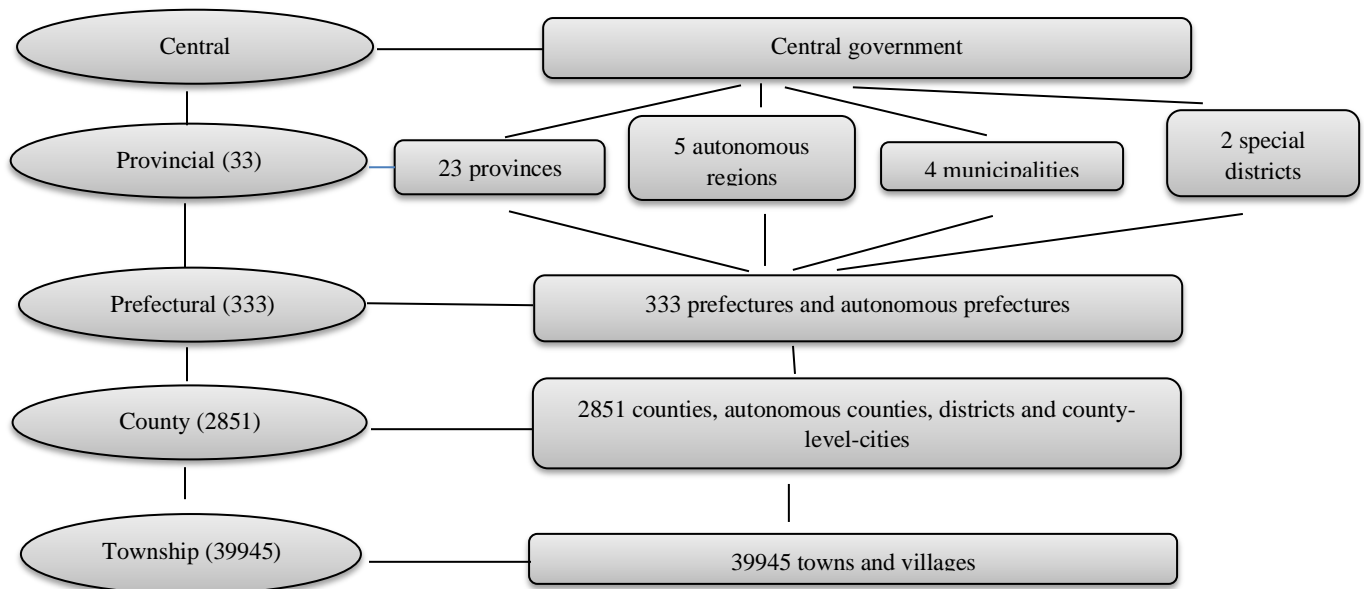 Central
Central government
Provincial (33)
23 provinces
5 autonomous
regions
4 municipalities
2 special
districts
Prefectural (333)
333 prefectures and autonomous prefectures
County (2851)
2851 counties, autonomous counties, districts and county-
level-cities
Township (39945)
39945 towns and villages